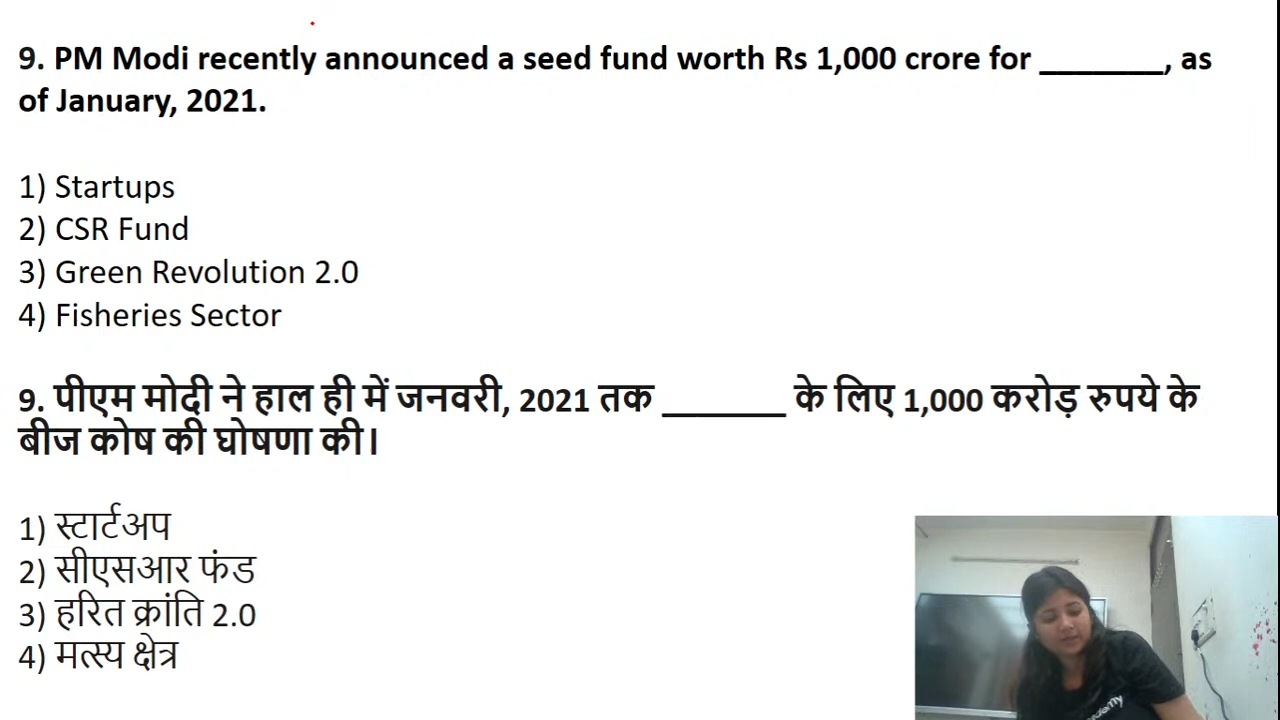 9. PM Modi recently announced a seed fund worth Rs 1,000 crore for _______, as
of January, 2021.
1) Startups
2) CSR Fund
3) Green Revolution 2.0
4) Fisheries Sector
9. पीएम मोदी ने हाल ही में जनवरी, 2021 तक _______ के लिए 1,000 करोड़ रुपये के
बीज कोष की घोषणा की।
1) स्टार्टअप
2) सीएसआर फंड
3) हरित क्रांति 2.0
4) मत्स्य क्षेत्र